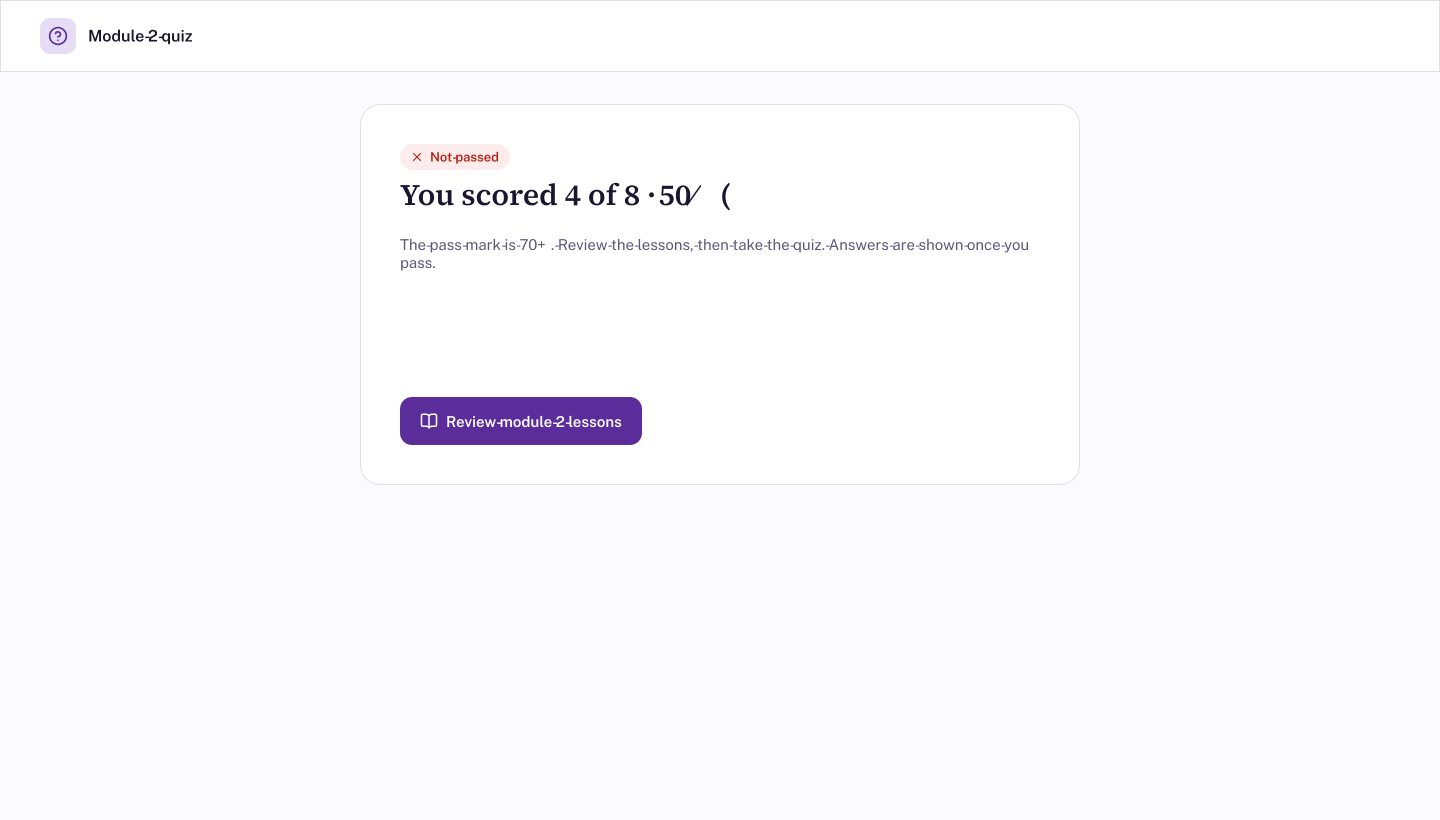 Module-2-quiz
Not-passed
You scored 4 of 8 · 50⁄ (
The-pass-mark-is-70+ .-Review-the-lessons,-then-take-the-quiz.-Answers-are-shown-once-you
pass.
Review-module-2-lessons